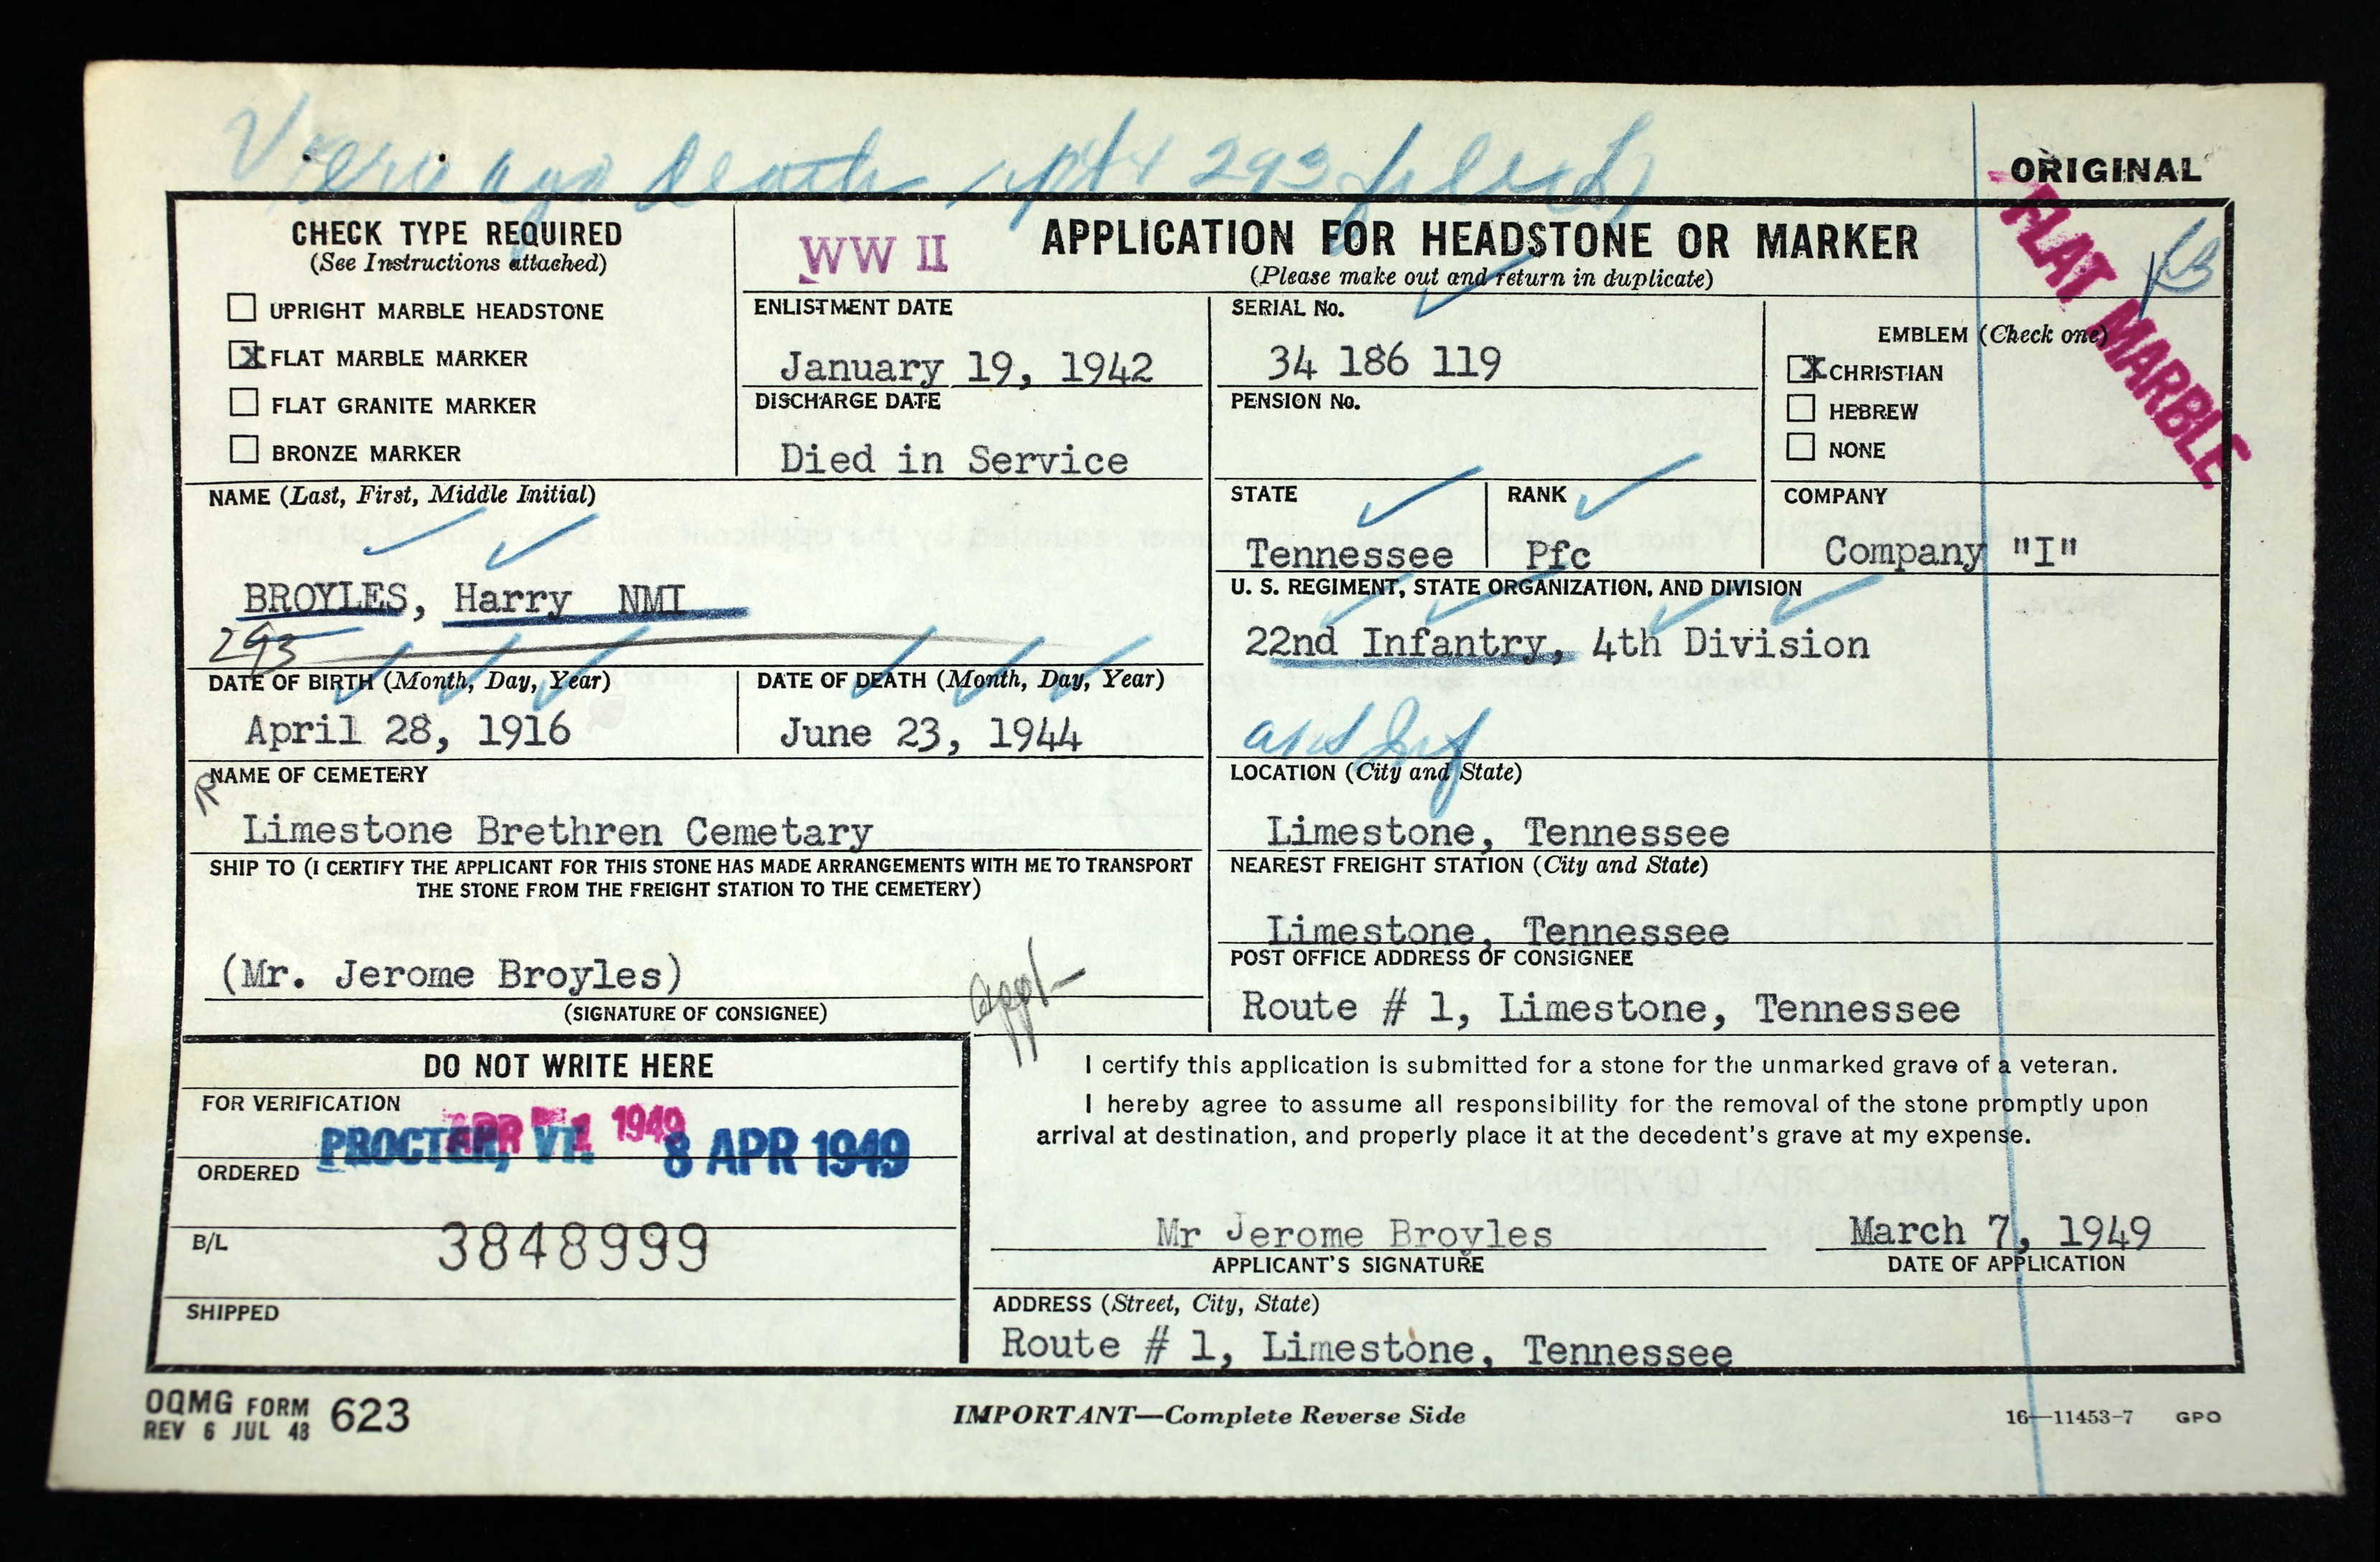 death rpt & 293
ORIGINAL
FLAT MARBLE
CHECK TYPE REQUIRED
(See Instructions attached)
UPRIGHT MARBLE HEADSTONE
X FLAT MARBLE MARKER
FLAT GRANITE MARKER
BRONZE MARKER
WW II
APPLICATION FOR HEADSTONE OR MARKER
(Please make out and return in duplicate)
ENLISTMENT DATE
January 19, 1942
DISCHARGE DATE
Died in Service
SERIAL No.
34 186 119
PENSION No.
EMBLEM (Check one)
X CHRISTIAN
HEBREW
NONE
NAME (Last, First, Middle Initial)
BROYLES, Harry NMI
293
STATE
Tennessee
RANK
Pfc
COMPANY
Company "I"
U. S. REGIMENT, STATE ORGANIZATION, AND DIVISION
22nd Infantry, 4th Division
Inf
DATE OF BIRTH (Month, Day, Year)
April 28, 1916
DATE OF DEATH (Month, Day, Year)
June 23, 1944
NAME OF CEMETERY
Limestone Brethren Cemetary
LOCATION (City and State)
Limestone, Tennessee
SHIP TO (I CERTIFY THE APPLICANT FOR THIS STONE HAS MADE ARRANGEMENTS WITH ME TO TRANSPORT
THE STONE FROM THE FREIGHT STATION TO THE CEMETERY)
(Mr. Jerome Broyles)
(SIGNATURE OF CONSIGNEE)
appl
NEAREST FREIGHT STATION (City and State)
Limestone, Tennessee
POST OFFICE ADDRESS OF CONSIGNEE
Route # 1, Limestone, Tennessee
DO NOT WRITE HERE
FOR VERIFICATION
APR 1 1949
PROCTER, VT. 8 APR 1949
ORDERED
B/L
3848999
SHIPPED
I certify this application is submitted for a stone for the unmarked grave of a veteran.
I hereby agree to assume all responsibility for the removal of the stone promptly upon
arrival at destination, and properly place it at the decedent's grave at my expense.
Mr Jerome Broyles
APPLICANT'S SIGNATURE
March 7, 1949
DATE OF APPLICATION
ADDRESS (Street, City, State)
Route # 1, Limestone, Tennessee
OQMG FORM 623
REV 6 JUL 48
IMPORTANT—Complete Reverse Side
16—11453-7 GPO